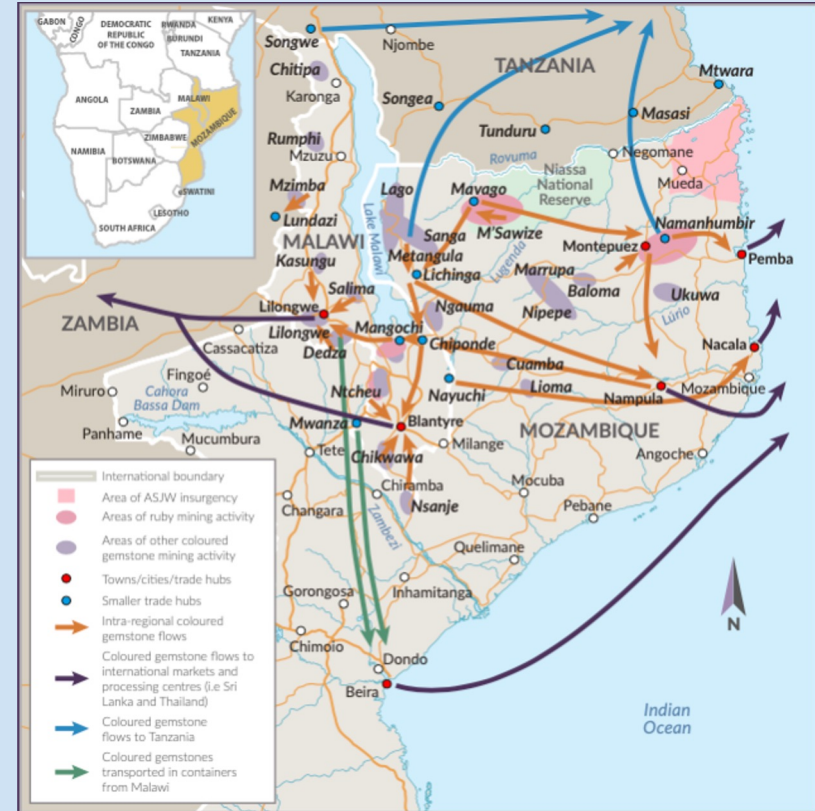 GABON
CONGO
DEMOCRATIC
REPUBLIC
OF THE CONGO
RWANDA
BURUNDI
KENYA
TANZANIA
ANGOLA
ZAMBIA
MALAWI
MOZAMBIQUE
ZIMBABWE
NAMIBIA
BOTSWANA
eSWATINI
LESOTHO
SOUTH AFRICA
Songwe
Njombe
Chitipa
Karonga
TANZANIA
Mtwara
Songea
Masasi
Tunduru
Rumphi
Mzuzu
Rovuma
Negomane
Niassa
National
Reserve
Mueda
Mzimba
Lundazi
Lago
Mavago
Lake Malawi
MALAWI
Sanga
M'Sawize
Namanhumbir
Montepuez
Pemba
Kasungu
Metangula
Lugenda
Lichinga
Marrupa
Salima
Baloma
Ukuwa
Ngauma
Nipepe
Lúrio
ZAMBIA
Lilongwe
Lilongwe
Mangochi
Chiponde
Nacala
Cassacatiza
Dedza
Cuamba
Fingoé
Ntcheu
Lioma
Mozambique
Miruro
Cahora
Bassa Dam
Nayuchi
Nampula
Mwanza
Blantyre
MOZAMBIQUE
Panhame
Mucumbura
Tete
Milange
Angoche
Chikwawa
Chiramba
Mocuba
Changara
Nsanje
Pebane
Zambezi
Quelimane
Inhamitanga
Gorongosa
Chimoio
Dondo
Beira
N
Indian
Ocean
International boundary
Area of ASJW insurgency
Areas of ruby mining activity
Areas of other coloured
gemstone mining activity
Towns/cities/trade hubs
Smaller trade hubs
Intra-regional coloured
gemstone flows
Coloured gemstone flows to
international markets and
processing centres (i.e Sri
Lanka and Thailand)
Coloured gemstone
flows to Tanzania
Coloured gemstones
transported in containers
from Malawi